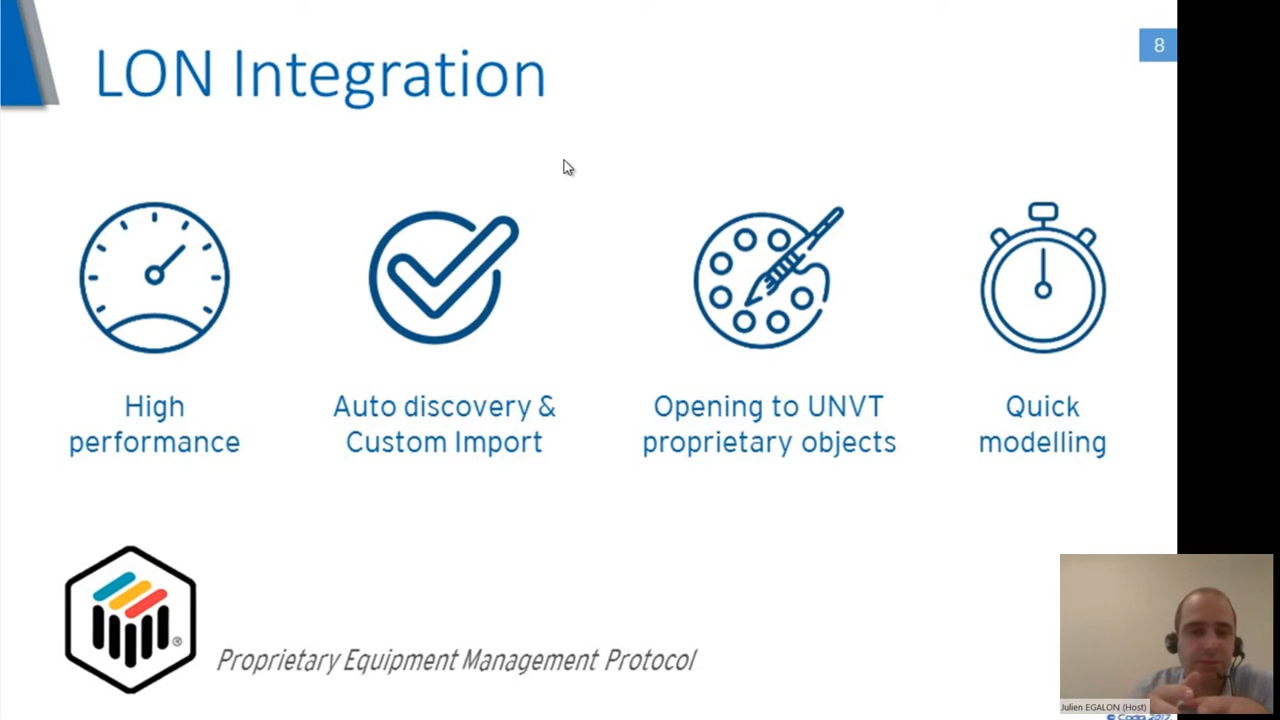 LON Integration
8
High
performance
Auto discovery &
Custom Import
Opening to UNVT
proprietary objects
Quick
modelling
®
Proprietary Equipment Management Protocol
Julien EGALON (Host)